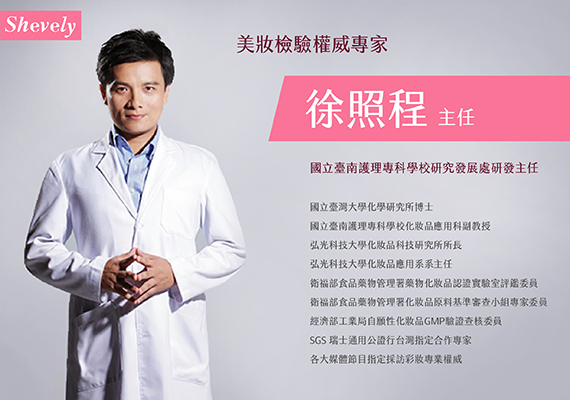 Shevely
美妝檢驗權威專家
徐照程 主任
國立臺南護理專科學校研究發展處研發主任
國立臺灣大學化學研究所博士
國立臺南護理專科學校化妝品應用科副教授
弘光科技大學化妝品科技研究所所長
弘光科技大學化妝品應用系系主任
衛福部食品藥物管理署藥物化妝品認證實驗室評鑑委員
衛福部食品藥物管理署化妝品原料基準審查小組專家委員
經濟部工業局自願性化妝品GMP驗證查核委員
SGS 瑞士通用公證行台灣指定合作專家
各大媒體節目指定採訪彩妝專業權威